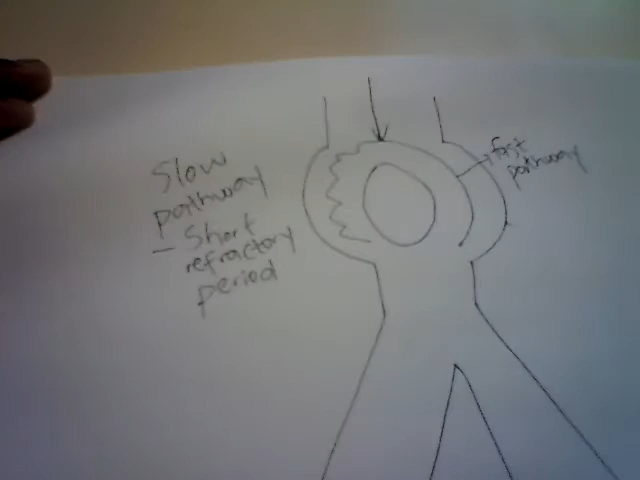 Slow
pathway
- Short
refractory
period
fast
pathway